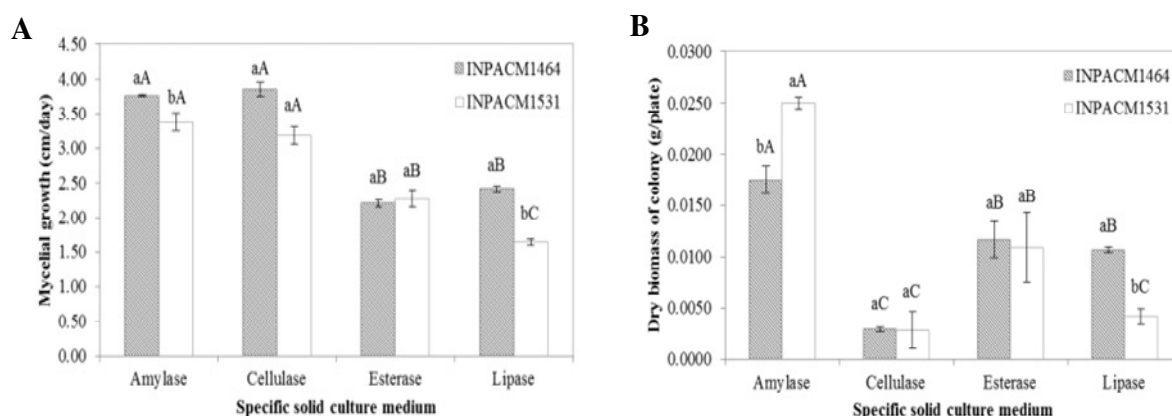 A
Mycelial growth (cm/day)
4.50
4.00
3.50
3.00
2.50
2.00
1.50
1.00
0.50
0.00
INPACM1464
INPACM1531
aA
bA
aA
aA
aB
aB
aB
bC
Amylase
Cellulase
Esterase
Lipase
Specific solid culture medium
B
Dry biomass of colony (g/plate)
0.0300
0.0250
0.0200
0.0150
0.0100
0.0050
0.0000
INPACM1464
INPACM1531
bA
aA
aC
aC
aB
aB
aB
bC
Amylase
Cellulase
Esterase
Lipase
Specific solid culture medium